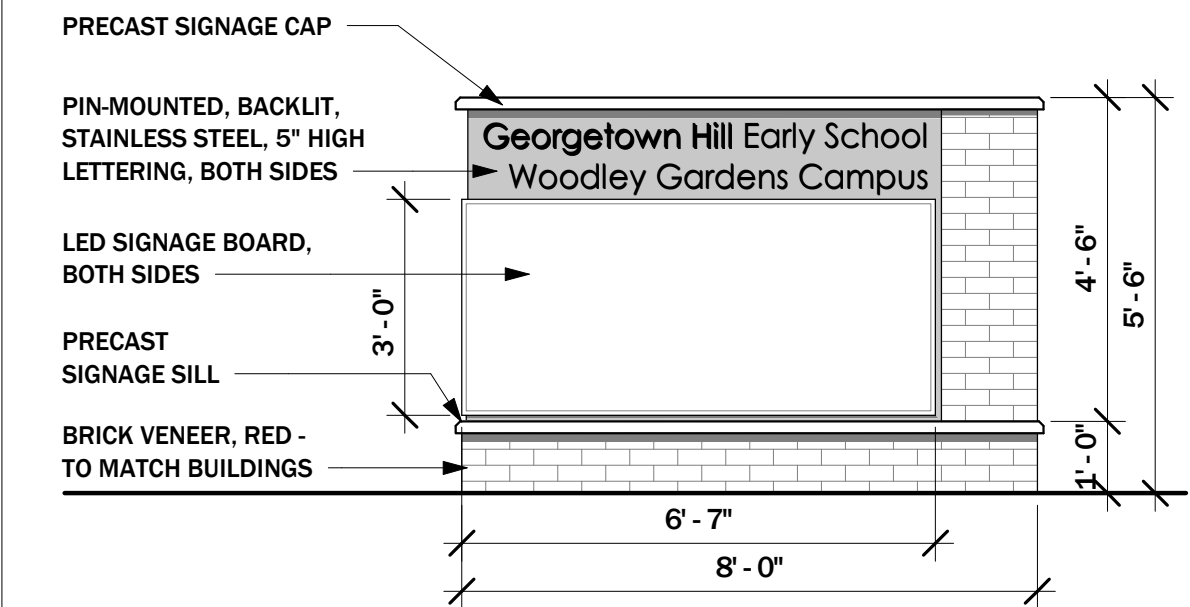 PRECAST SIGNAGE CAP
PIN-MOUNTED, BACKLIT,
STAINLESS STEEL, 5" HIGH
LETTERING, BOTH SIDES
LED SIGNAGE BOARD,
BOTH SIDES
PRECAST
SIGNAGE SILL
BRICK VENEER, RED -
TO MATCH BUILDINGS
Georgetown Hill Early School
Woodley Gardens Campus
3' - 0"
4' - 6"
5' - 6"
1' - 0"
6' - 7"
8' - 0"